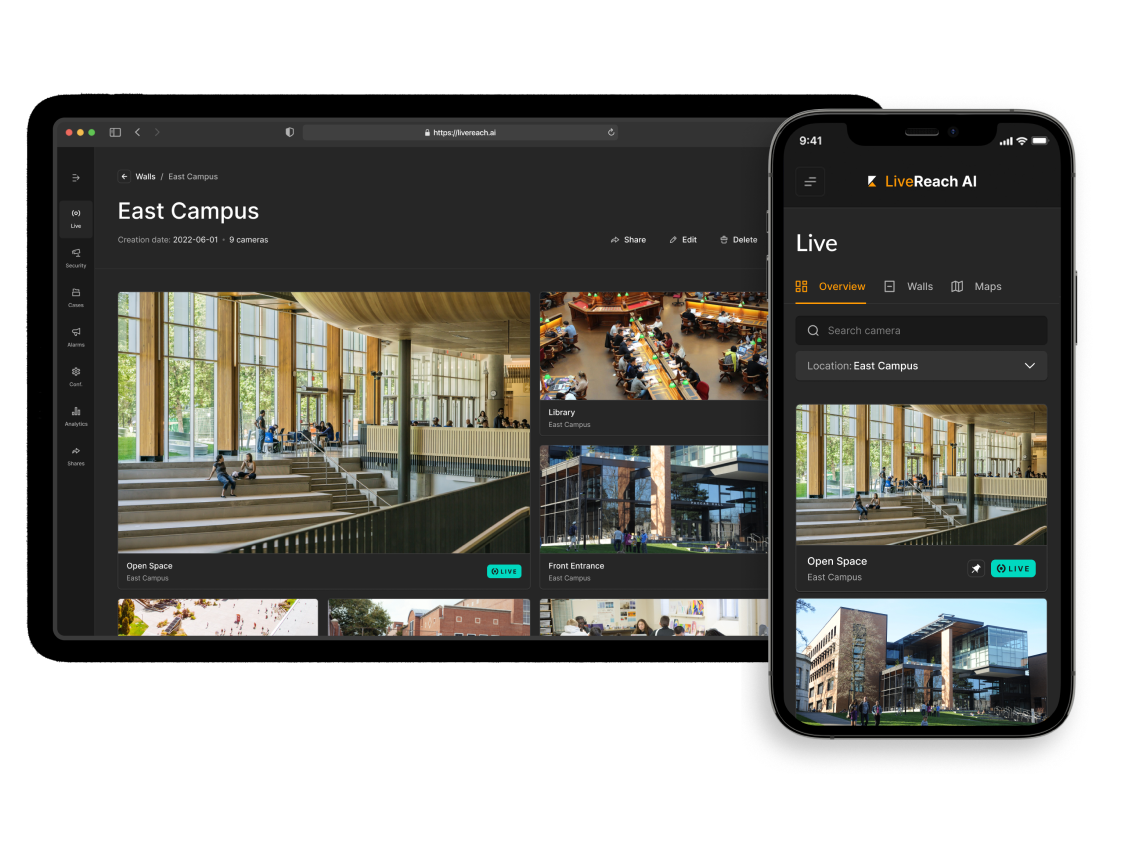 https://livereach.ai
Walls / East Campus
East Campus
Creation date: 2022-06-01 · 9 cameras
Share Edit Delete
Live
Security
Cases
Alarms
Conf.
Analytics
Shares
Library
East Campus
Open Space
East Campus
LIVE
Front Entrance
East Campus
9:41
LiveReach AI
Live
Overview Walls Maps
Search camera
Location: East Campus
Open Space
East Campus
LIVE